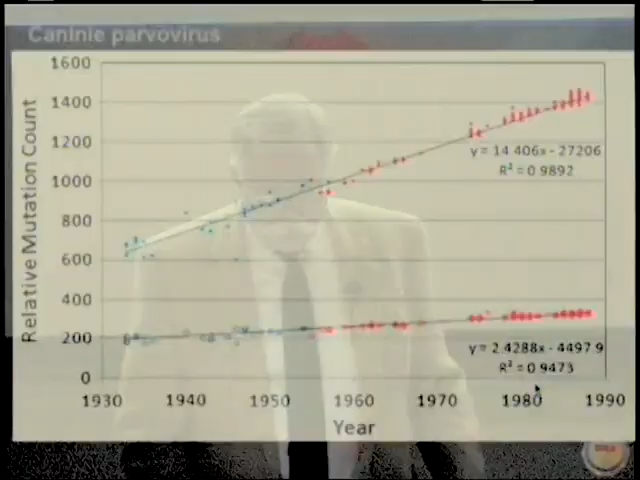 Caninie parvovirus
Relative Mutation Count
1600
1400
1200
1000
800
600
400
200
0
y = 14.406x - 27206
R² = 0.9892
y = 2.4288x - 4497.9
R² = 0.9473
1930 1940 1950 1960 1970 1980 1990
Year